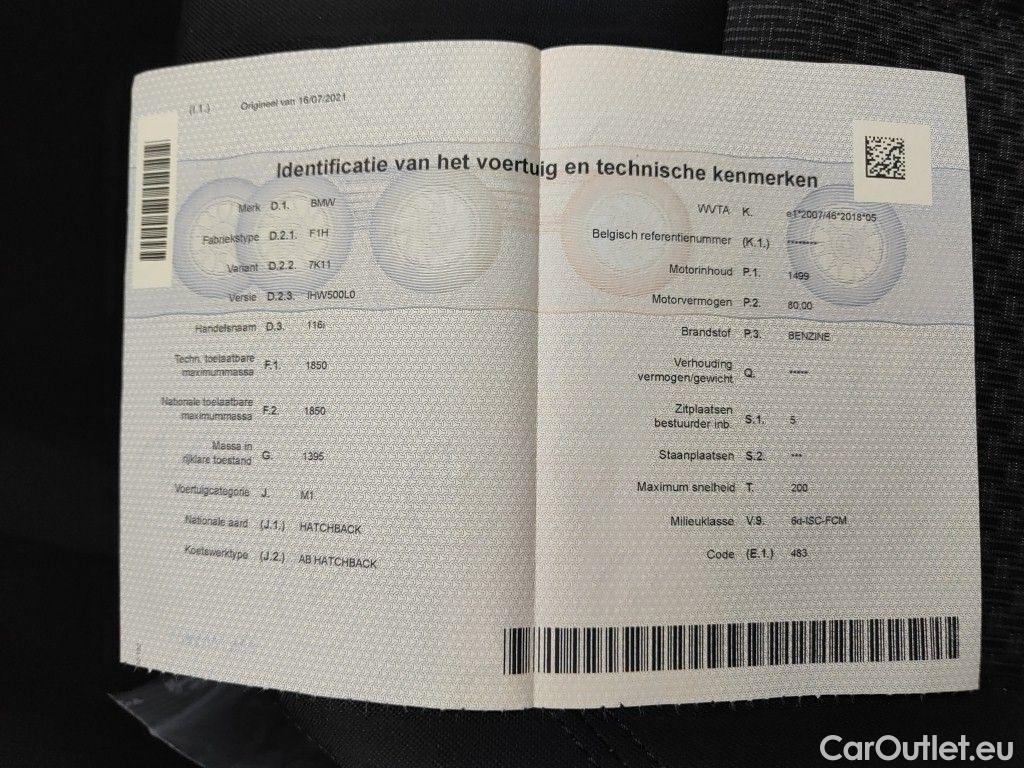 (I.1.) Origineel van 16/07/2021
Identificatie van het voertuig en technische kenmerken
Merk D.1. BMW
Fabriekstype D.2.1. F1H
Variant D.2.2. 7K11
Versie D.2.3. IHW500L0
Handelsnaam D.3. 116i
Techn. toelaatbare
maximummassa F.1. 1850
Nationale toelaatbare
maximummassa F.2. 1850
Massa in
rijklare toestand G. 1395
Voertuigcategorie J. M1
Nationale aard (J.1.) HATCHBACK
Koetswerktype (J.2.) AB HATCHBACK
WVTA K. e1*2007/46*2018*05
Belgisch referentienummer (K.1.) ********
Motorinhoud P.1. 1499
Motorvermogen P.2. 80.00
Brandstof P.3. BENZINE
Verhouding
vermogen/gewicht Q. *****
Zitplaatsen
bestuurder inb. S.1. 5
Staanplaatsen S.2. ***
Maximum snelheid T. 200
Milieuklasse V.9. 6d-ISC-FCM
Code (E.1.) 483
CarOutlet.eu